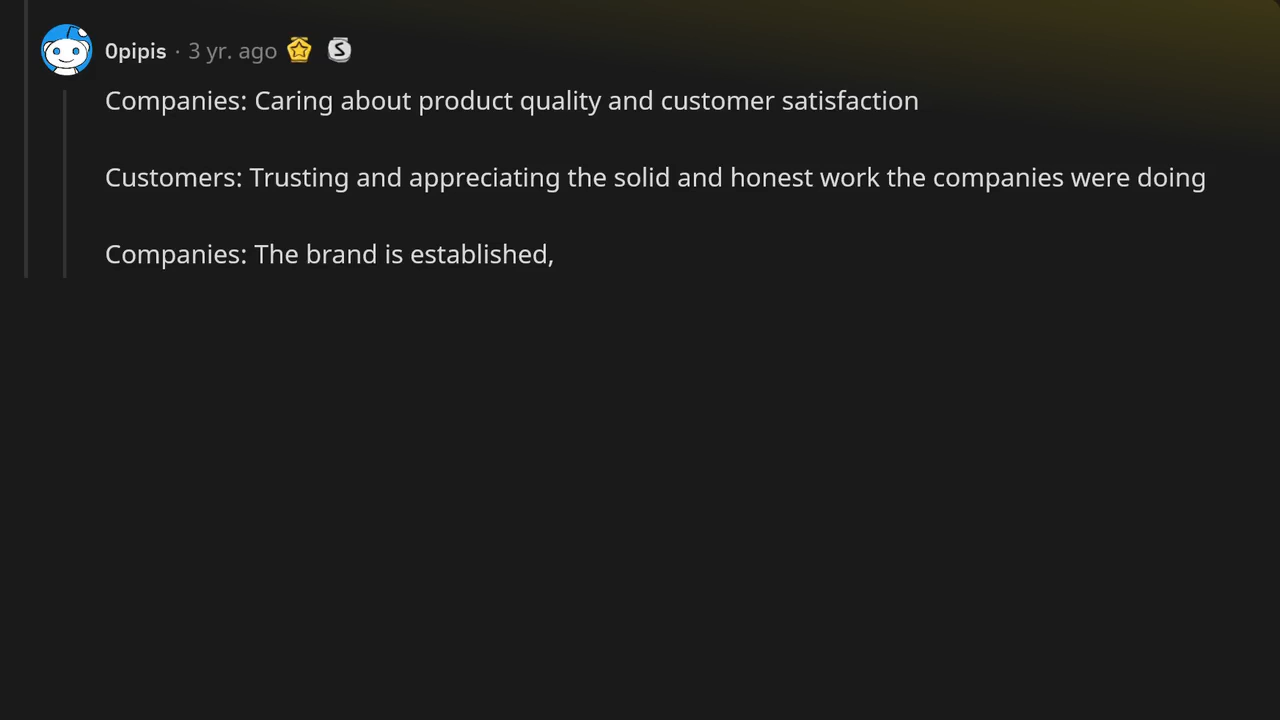 0pipis · 3 yr. ago
Companies: Caring about product quality and customer satisfaction
Customers: Trusting and appreciating the solid and honest work the companies were doing
Companies: The brand is established,